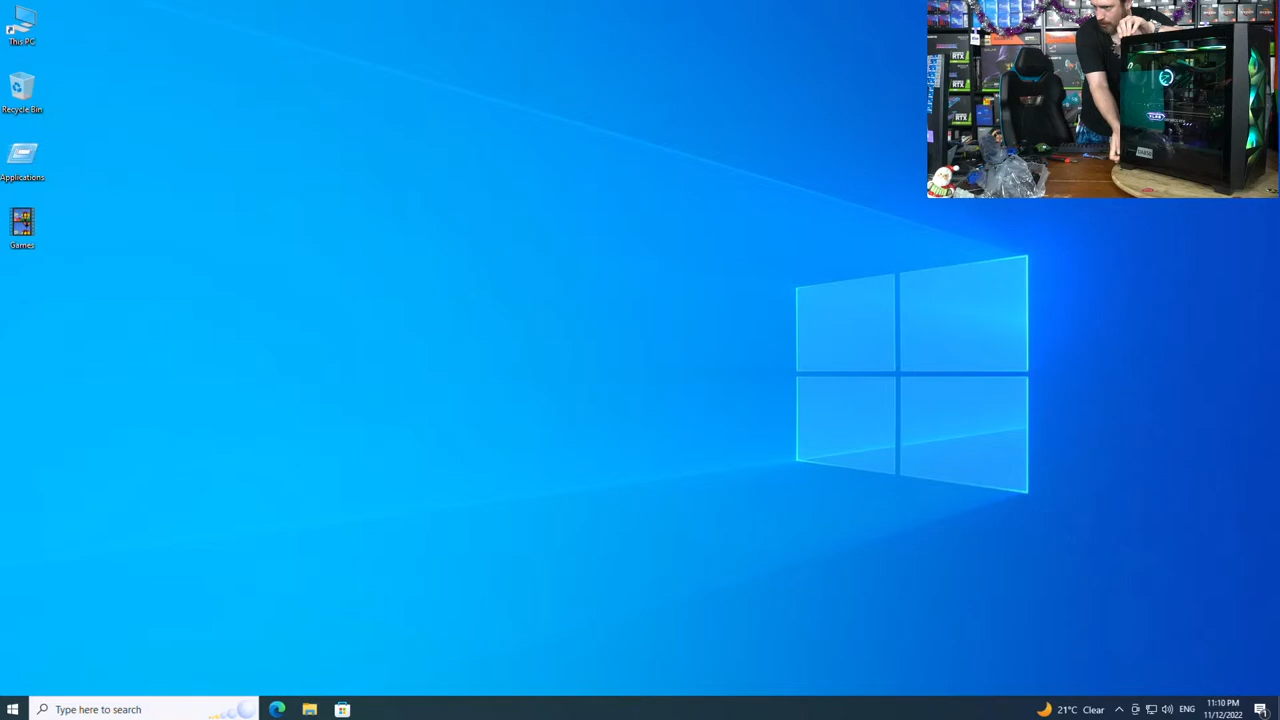 This PC
Recycle Bin
Applications
Games
Type here to search
21°C Clear
ENG
11:10 PM
11/12/2022
1